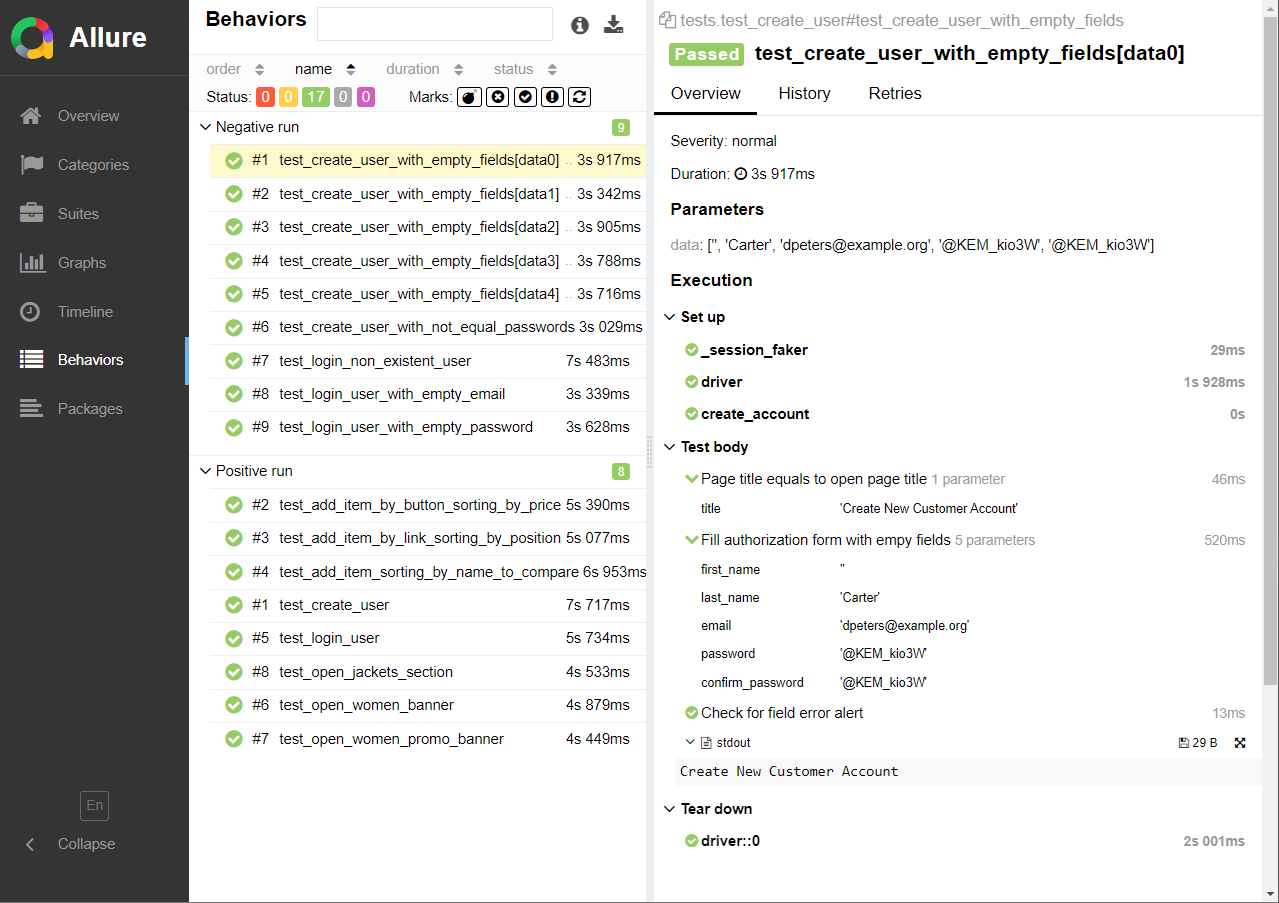 Allure
Overview
Categories
Suites
Graphs
Timeline
Behaviors
Packages
En
Collapse
Behaviors
order name duration status
Status: 0 0 17 0 0 Marks:
Negative run 9
#1 test_create_user_with_empty_fields[data0] .. 3s 917ms
#2 test_create_user_with_empty_fields[data1] .. 3s 342ms
#3 test_create_user_with_empty_fields[data2] .. 3s 905ms
#4 test_create_user_with_empty_fields[data3] .. 3s 788ms
#5 test_create_user_with_empty_fields[data4] .. 3s 716ms
#6 test_create_user_with_not_equal_passwords 3s 029ms
#7 test_login_non_existent_user 7s 483ms
#8 test_login_user_with_empty_email 3s 339ms
#9 test_login_user_with_empty_password 3s 628ms
Positive run 8
#2 test_add_item_by_button_sorting_by_price 5s 390ms
#3 test_add_item_by_link_sorting_by_position 5s 077ms
#4 test_add_item_sorting_by_name_to_compare 6s 953ms
#1 test_create_user 7s 717ms
#5 test_login_user 5s 734ms
#8 test_open_jackets_section 4s 533ms
#6 test_open_women_banner 4s 879ms
#7 test_open_women_promo_banner 4s 449ms
tests.test_create_user#test_create_user_with_empty_fields
Passed test_create_user_with_empty_fields[data0]
Overview History Retries
Severity: normal
Duration: 3s 917ms
Parameters
data: ['', 'Carter', 'dpeters@example.org', '@KEM_kio3W', '@KEM_kio3W']
Execution
Set up
_session_faker 29ms
driver 1s 928ms
create_account 0s
Test body
Page title equals to open page title 1 parameter 46ms
title 'Create New Customer Account'
Fill authorization form with empy fields 5 parameters 520ms
first_name ''
last_name 'Carter'
email 'dpeters@example.org'
password '@KEM_kio3W'
confirm_password '@KEM_kio3W'
Check for field error alert 13ms
stdout 29 B
Create New Customer Account
Tear down
driver::0 2s 001ms